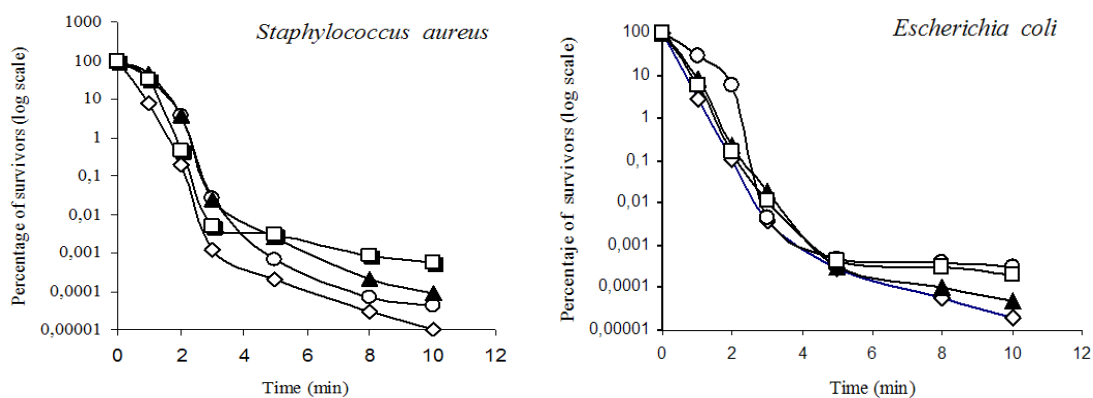 Staphylococcus aureus
Percentage of survivors (log scale)
1000
100
10
1
0,1
0,01
0,001
0,0001
0,00001
0 2 4 6 8 10 12
Time (min)
Escherichia coli
Percentaje of survivors (log scale)
100
10
1
0,1
0,01
0,001
0,0001
0,00001
0 2 4 6 8 10 12
Time (min)